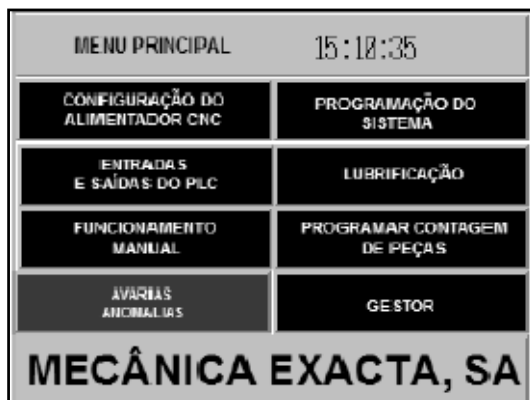 MENU PRINCIPAL 15:10:35
CONFIGURAÇÃO DO
ALIMENTADOR CNC
PROGRAMAÇÃO DO
SISTEMA
ENTRADAS
E SAÍDAS DO PLC
LUBRIFICAÇÃO
FUNCIONAMENTO
MANUAL
PROGRAMAR CONTAGEM
DE PEÇAS
AVARIAS
ANOMALIAS
GESTOR
MECÂNICA EXACTA, SA